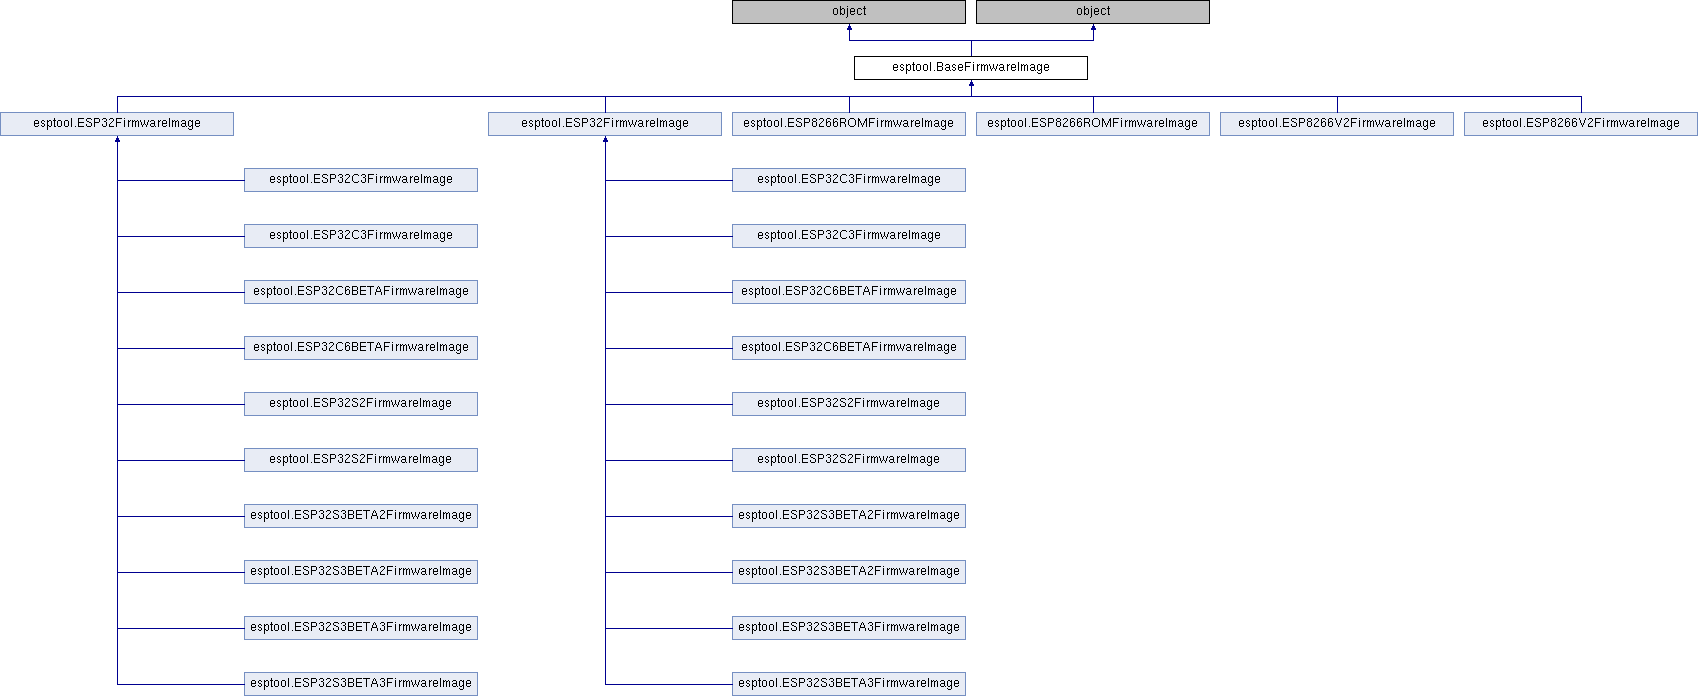 object object
esptool.BaseFirmwareImage
esptool.ESP32FirmwareImage esptool.ESP32FirmwareImage esptool.ESP8266ROMFirmwareImage esptool.ESP8266ROMFirmwareImage esptool.ESP8266V2FirmwareImage esptool.ESP8266V2FirmwareImage
esptool.ESP32C3FirmwareImage esptool.ESP32C3FirmwareImage
esptool.ESP32C3FirmwareImage esptool.ESP32C3FirmwareImage
esptool.ESP32C6BETAFirmwareImage esptool.ESP32C6BETAFirmwareImage
esptool.ESP32C6BETAFirmwareImage esptool.ESP32C6BETAFirmwareImage
esptool.ESP32S2FirmwareImage esptool.ESP32S2FirmwareImage
esptool.ESP32S2FirmwareImage esptool.ESP32S2FirmwareImage
esptool.ESP32S3BETA2FirmwareImage esptool.ESP32S3BETA2FirmwareImage
esptool.ESP32S3BETA2FirmwareImage esptool.ESP32S3BETA2FirmwareImage
esptool.ESP32S3BETA3FirmwareImage esptool.ESP32S3BETA3FirmwareImage
esptool.ESP32S3BETA3FirmwareImage esptool.ESP32S3BETA3FirmwareImage